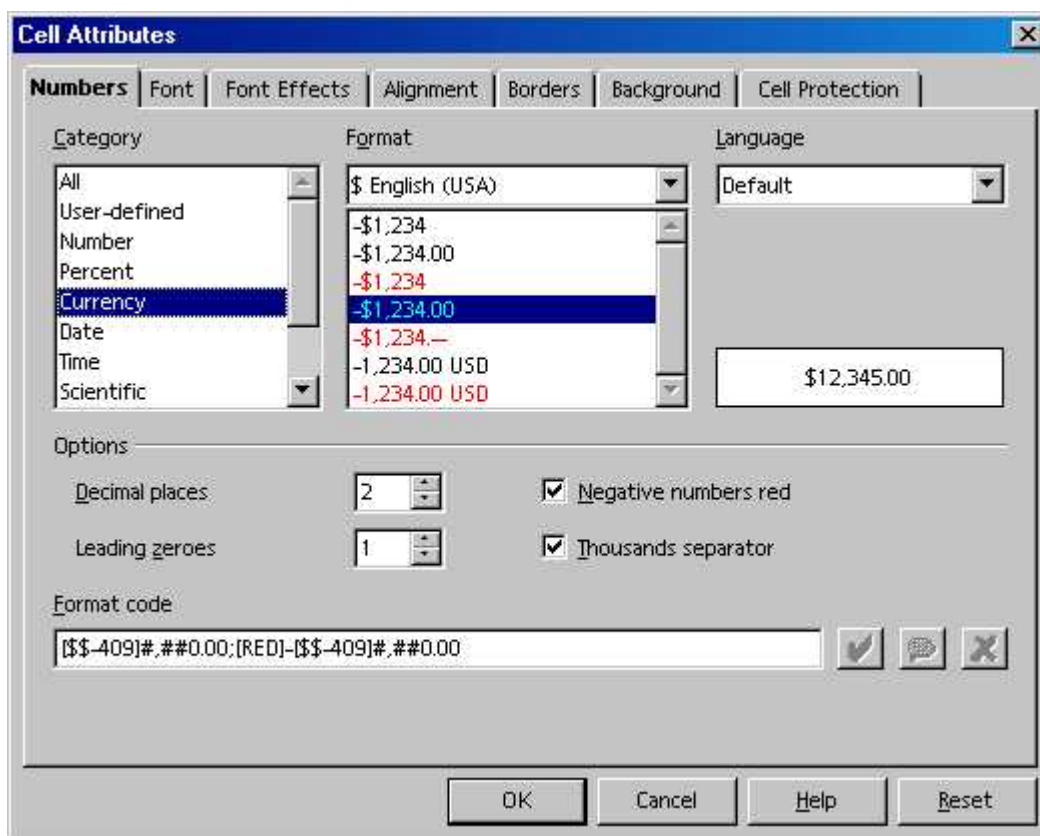 Cell Attributes
Numbers Font Font Effects Alignment Borders Background Cell Protection
Category
All
User-defined
Number
Percent
Currency
Date
Time
Scientific
Format
$ English (USA)
-$1,234
-$1,234.00
-$1,234
-$1,234.00
-$1,234.--
-1,234.00 USD
-1,234.00 USD
Language
Default
$12,345.00
Options
Decimal places 2
Leading zeroes 1
Negative numbers red
Thousands separator
Format code
[$$-409]#,##0.00;[RED]-[$$-409]#,##0.00
OK Cancel Help Reset